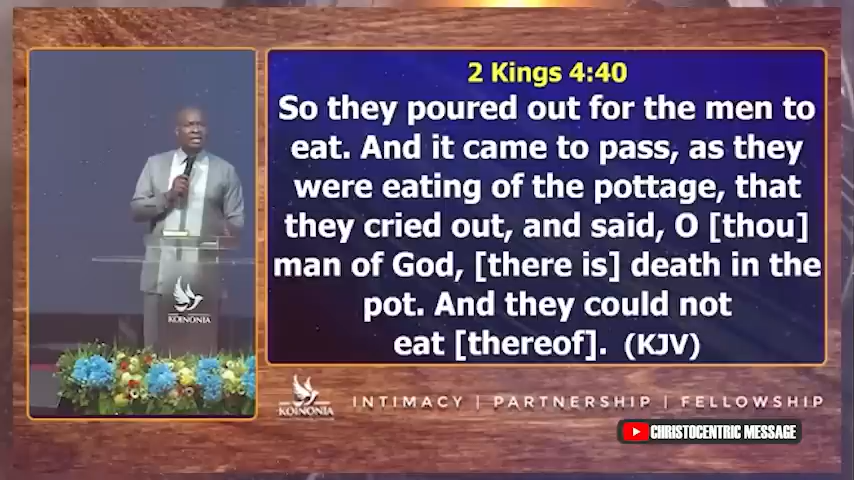 2 Kings 4:40
So they poured out for the men to
eat. And it came to pass, as they
were eating of the pottage, that
they cried out, and said, O [thou]
man of God, [there is] death in the
pot. And they could not
eat [thereof]. (KJV)
KOINONIA
KOINONIA
INTIMACY | PARTNERSHIP | FELLOWSHIP
CHRISTOCENTRIC MESSAGE